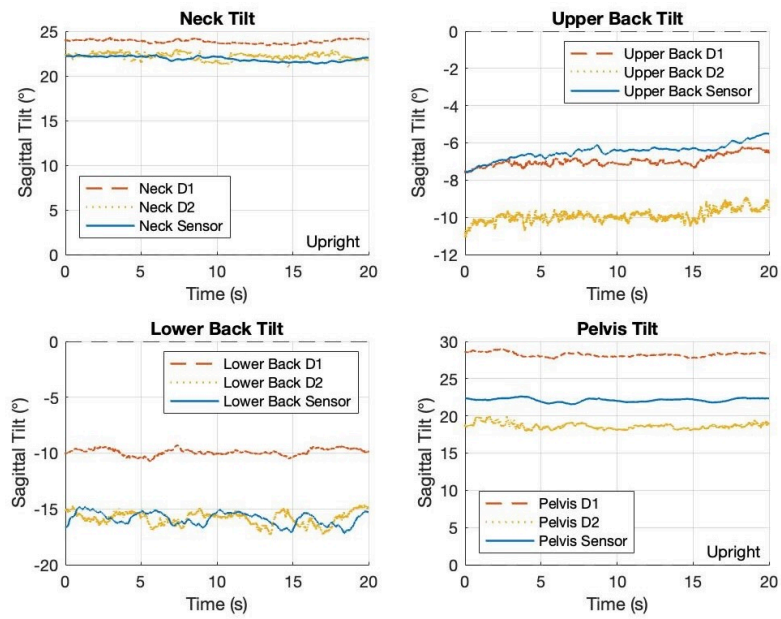 Neck Tilt
Sagittal Tilt (°)
25
20
15
10
5
0
Neck D1
Neck D2
Neck Sensor
Upright
0 5 10 15 20
Time (s)
Upper Back Tilt
Sagittal Tilt (°)
0
-2
-4
-6
-8
-10
-12
Upper Back D1
Upper Back D2
Upper Back Sensor
0 5 10 15 20
Time (s)
Lower Back Tilt
Sagittal Tilt (°)
0
-5
-10
-15
-20
Lower Back D1
Lower Back D2
Lower Back Sensor
0 5 10 15 20
Time (s)
Pelvis Tilt
Sagittal Tilt (°)
30
25
20
15
10
5
0
Pelvis D1
Pelvis D2
Pelvis Sensor
Upright
0 5 10 15 20
Time (s)